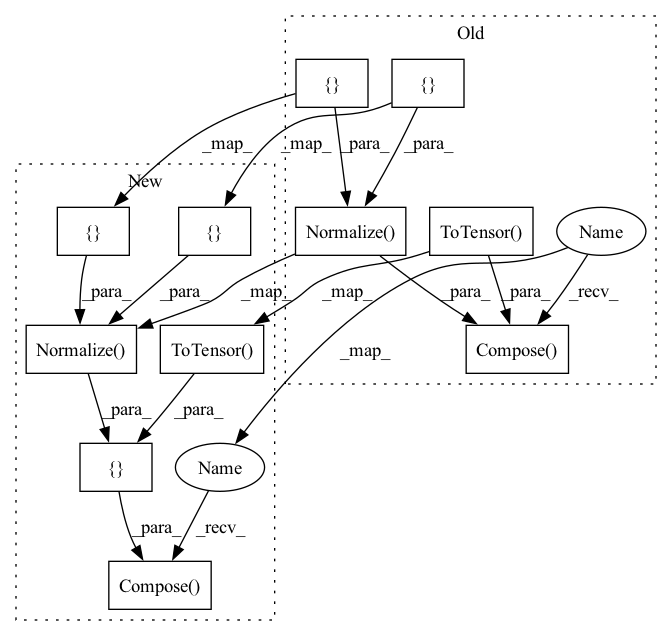 Old
{}
{}
_map_
_map_
_para_
_para_
New
{}
{}
Normalize()
ToTensor()
Name
_para_
_para_
_map_
_map_
_para_
_para_
_recv_
Normalize()
ToTensor()
_map_
Compose()
_para_
_para_
{}
Name
_para_
_recv_
Compose()